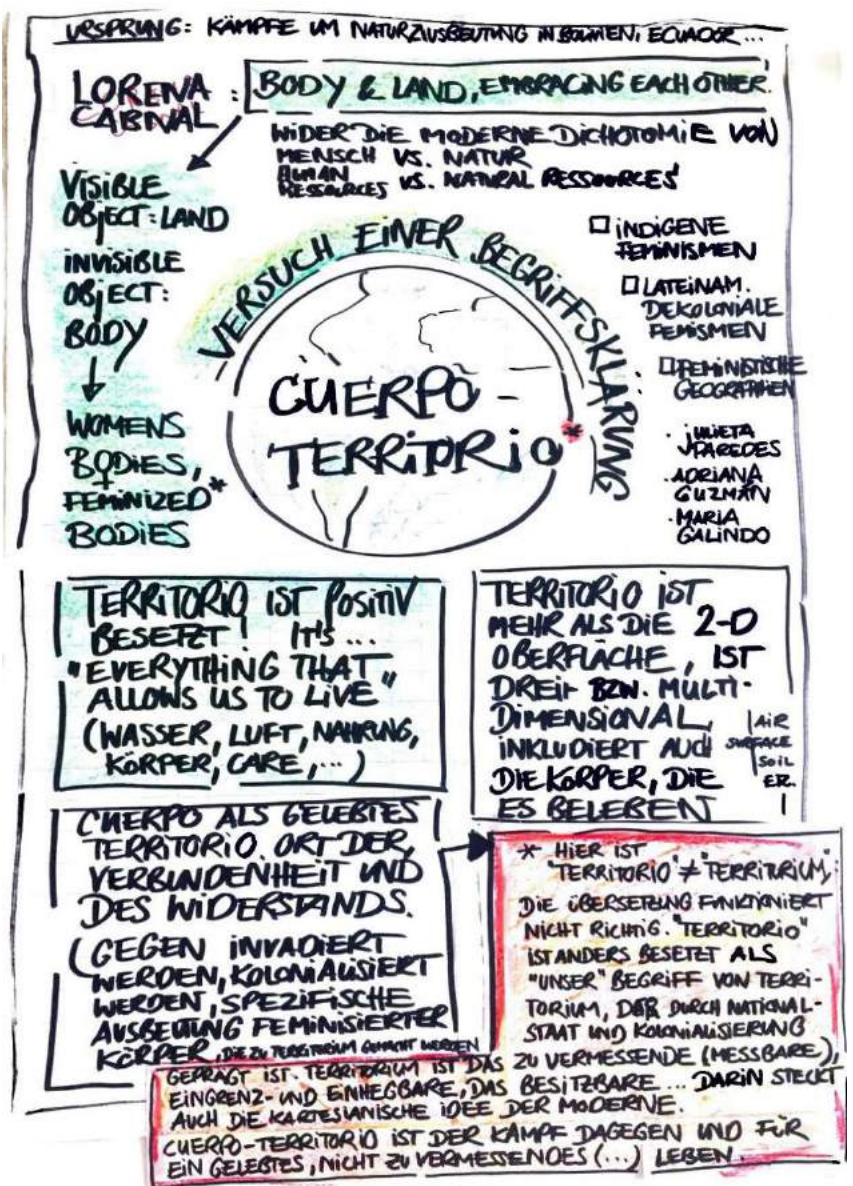 URSPRUNG: KÄMPFE UM NATURAUSBEUTUNG IN BOLIVIEN, ECUADOR...
LORENA
CABNAL :
BODY & LAND, EMBRACING EACH OTHER.
WIDER DIE MODERNE DICHOTOMIE VON
MENSCH VS. NATUR
HUMAN
RESSOURCES VS. NATURAL RESSOURCES
VISIBLE
OBJECT: LAND
INVISIBLE
OBJECT:
BODY
WOMENS
BODIES,
FEMINIZED*
BODIES
VERSUCH EINER BEGRIFFSKLÄRUNG
CUERPO -
TERRITORIO*
INDIGENE
FEMINISMEN
LATEINAM.
DEKOLONIALE
FEMISMEN
FEMINISTISCHE
GEOGRAPHIEN
· JULIETA
PAREDES
· ADRIANA
GUZMÁN
· MARIA
GALINDO
TERRITORIO IST POSITIV
BESETZT! IT'S ...
"EVERYTHING THAT
ALLOWS US TO LIVE"
(WASSER, LUFT, NAHRUNG,
KÖRPER, CARE, ...)
TERRITORIO IST
MEHR ALS DIE 2-D
OBERFLÄCHE, IST
DREI- BZW. MULTI-
DIMENSIONAL,
INKLUDIERT AUCH
DIE KÖRPER, DIE
ES BELEBEN
AIR
SURFACE
SOIL
CUERPO ALS GELEBTES
TERRITORIO. ORT DER
VERBUNDENHEIT UND
DES WIDERSTANDS.
(GEGEN INVADIERT
WERDEN, KOLONIALISIERT
WERDEN, SPEZIFISCHE
AUSBEUTUNG FEMINISIERTER
KÖRPER, DIE ZU TERRITORIUM GEMACHT WERDEN
* HIER IST
"TERRITORIO" ≠ "TERRITURIUM,
DIE ÜBERSETZUNG FUNKTIONIERT
NICHT RICHTIG. "TERRITORIO"
IST ANDERS BESETZT ALS
"UNSER" BEGRIFF VON TERRI-
TORIUM, DER DURCH NATIONAL-
STAAT UND KOLONIALISIERUNG
GEPRÄGT IST. TERRITORIUM IST DAS ZU VERMESSENDE (MESSBARE),
EINGRENZ- UND EINHEGBARE, DAS BESITZBARE ... DARIN STECKT
AUCH DIE KARTESIANISCHE IDEE DER MODERNE.
CUERPO-TERRITORIO IST DER KAMPF DAGEGEN UND FÜR
EIN GELEBTES, NICHT ZU VERMESSENDES (...) LEBEN.